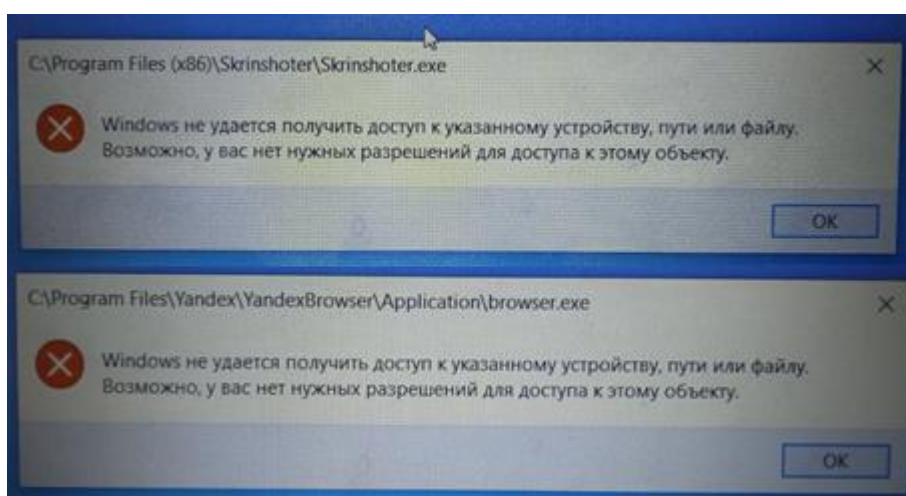 C:\Program Files (x86)\Skrinshoter\Skrinshoter.exe
Windows не удается получить доступ к указанному устройству, пути или файлу.
Возможно, у вас нет нужных разрешений для доступа к этому объекту.
OK
C:\Program Files\Yandex\YandexBrowser\Application\browser.exe
Windows не удается получить доступ к указанному устройству, пути или файлу.
Возможно, у вас нет нужных разрешений для доступа к этому объекту.
OK